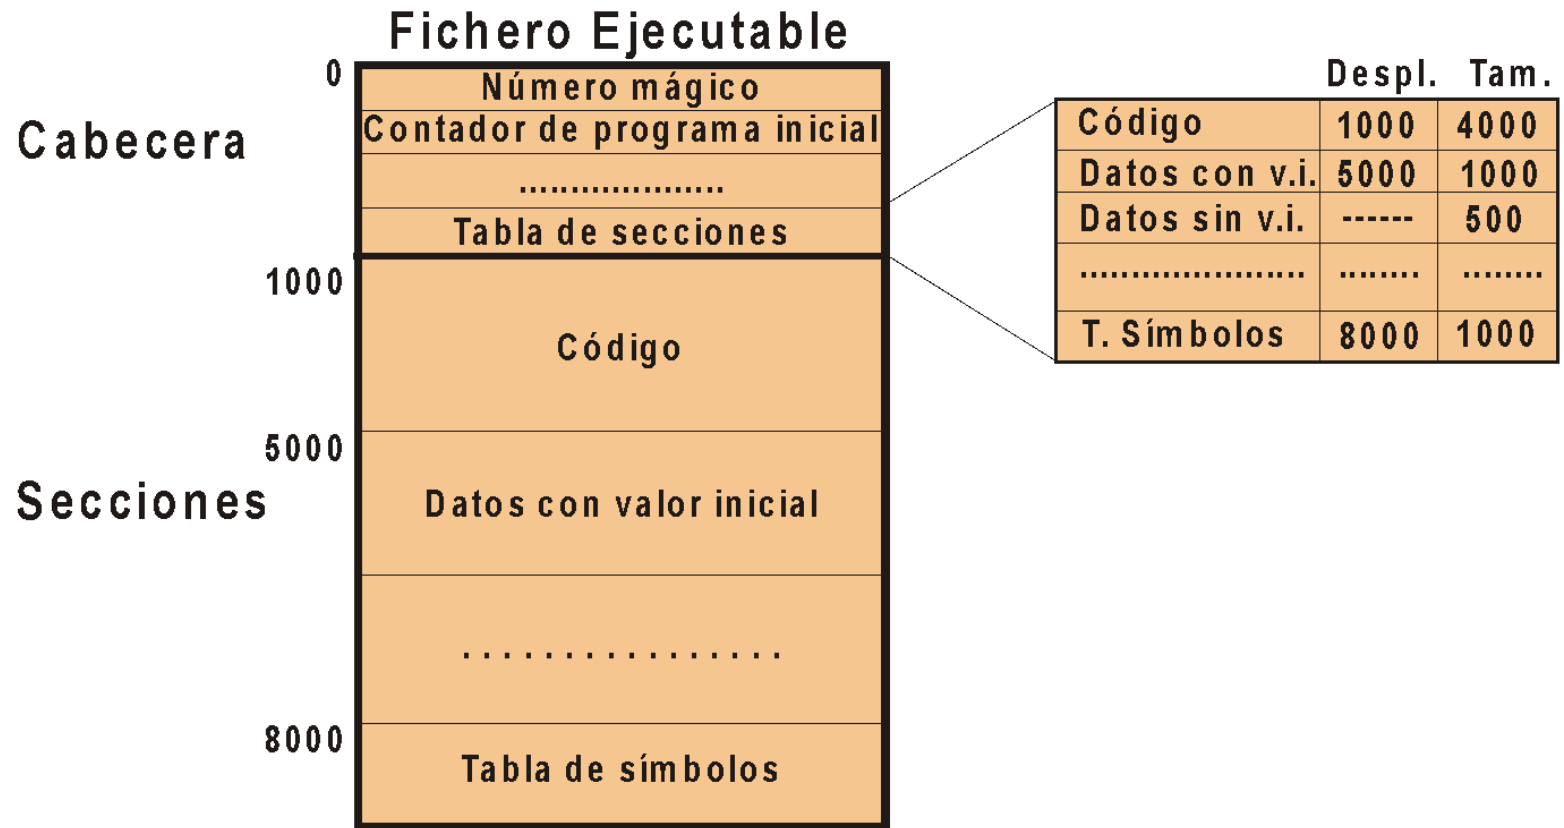 Fichero Ejecutable
0
Número mágico
Cabecera
Contador de programa inicial
....................
Tabla de secciones
1000
Código
5000
Secciones
Datos con valor inicial
. . . . . . . . . . . . . . . .
8000
Tabla de símbolos
Despl. Tam.
Código 1000 4000
Datos con v.i. 5000 1000
Datos sin v.i. ------ 500
...................... ........ ........
T. Símbolos 8000 1000